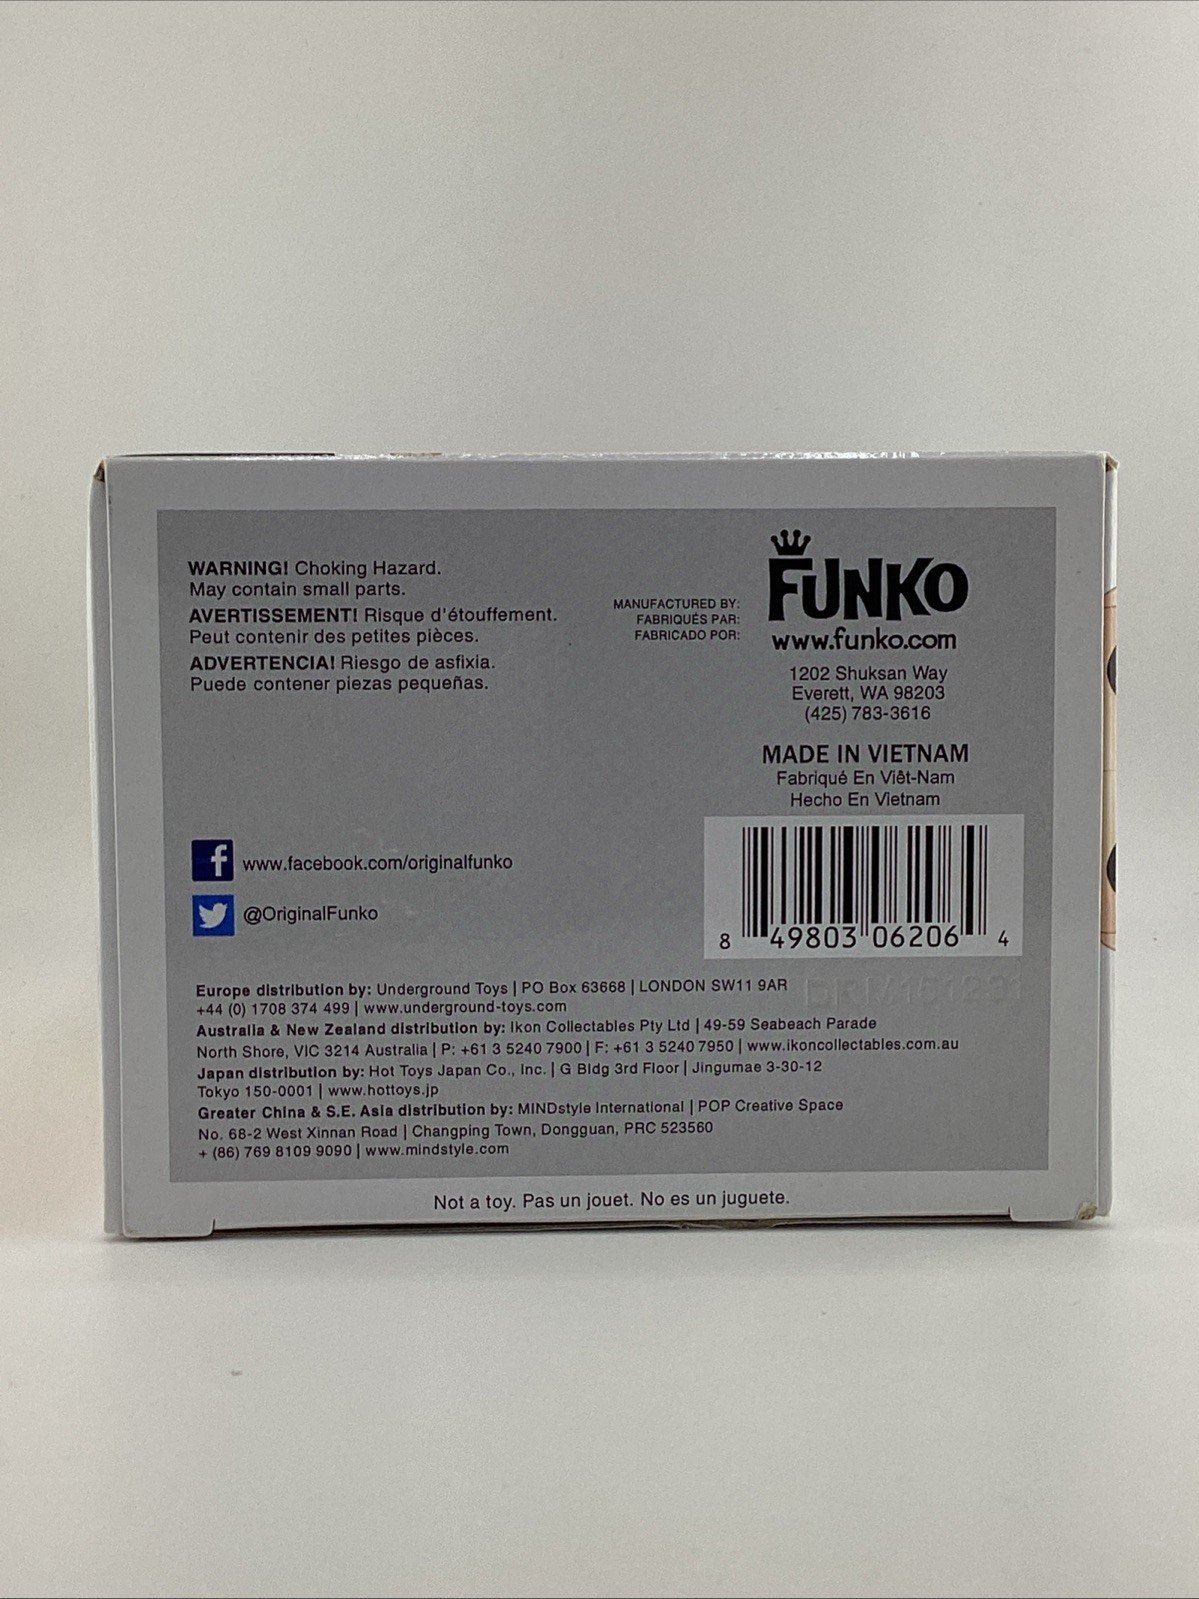 WARNING! Choking Hazard.
May contain small parts.
AVERTISSEMENT! Risque d'étouffement.
Peut contenir des petites pièces.
ADVERTENCIA! Riesgo de asfixia.
Puede contener piezas pequeñas.
MANUFACTURED BY:
FABRIQUÉS PAR:
FABRICADO POR:
FUNKO
www.funko.com
1202 Shuksan Way
Everett, WA 98203
(425) 783-3616
MADE IN VIETNAM
Fabriqué En Viêt-Nam
Hecho En Vietnam
f www.facebook.com/originalfunko
@OriginalFunko
8 49803 06206 4
Europe distribution by: Underground Toys | PO Box 63668 | LONDON SW11 9AR
+44 (0) 1708 374 499 | www.underground-toys.com
Australia & New Zealand distribution by: Ikon Collectables Pty Ltd | 49-59 Seabeach Parade
North Shore, VIC 3214 Australia | P: +61 3 5240 7900 | F: +61 3 5240 7950 | www.ikoncollectables.com.au
Japan distribution by: Hot Toys Japan Co., Inc. | G Bldg 3rd Floor | Jingumae 3-30-12
Tokyo 150-0001 | www.hottoys.jp
Greater China & S.E. Asia distribution by: MINDstyle International | POP Creative Space
No. 68-2 West Xinnan Road | Changping Town, Dongguan, PRC 523560
+ (86) 769 8109 9090 | www.mindstyle.com
Not a toy. Pas un jouet. No es un juguete.